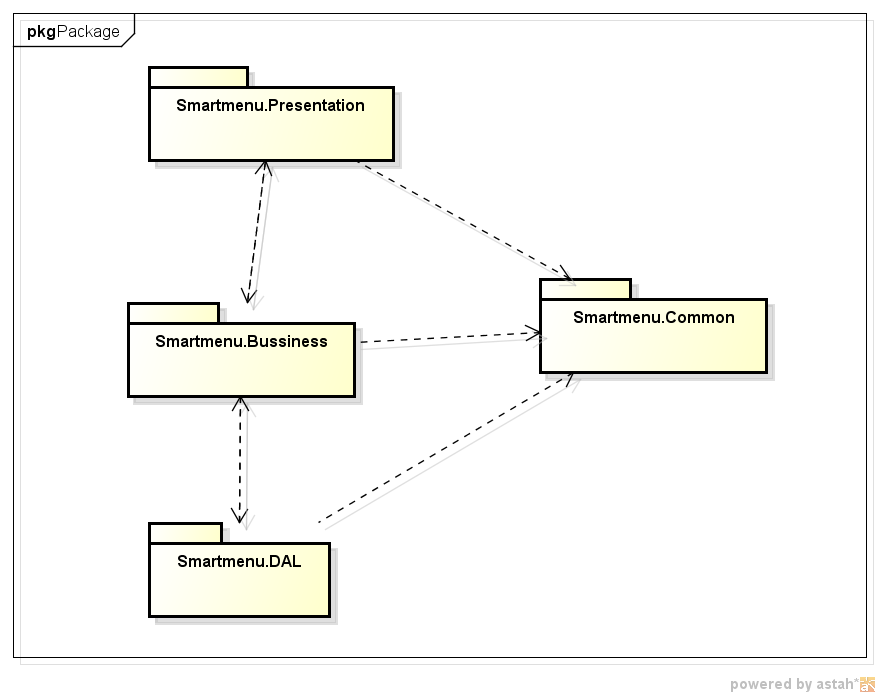 pkgPackage
Smartmenu.Presentation
Smartmenu.Common
Smartmenu.Bussiness
Smartmenu.DAL
powered by astah*